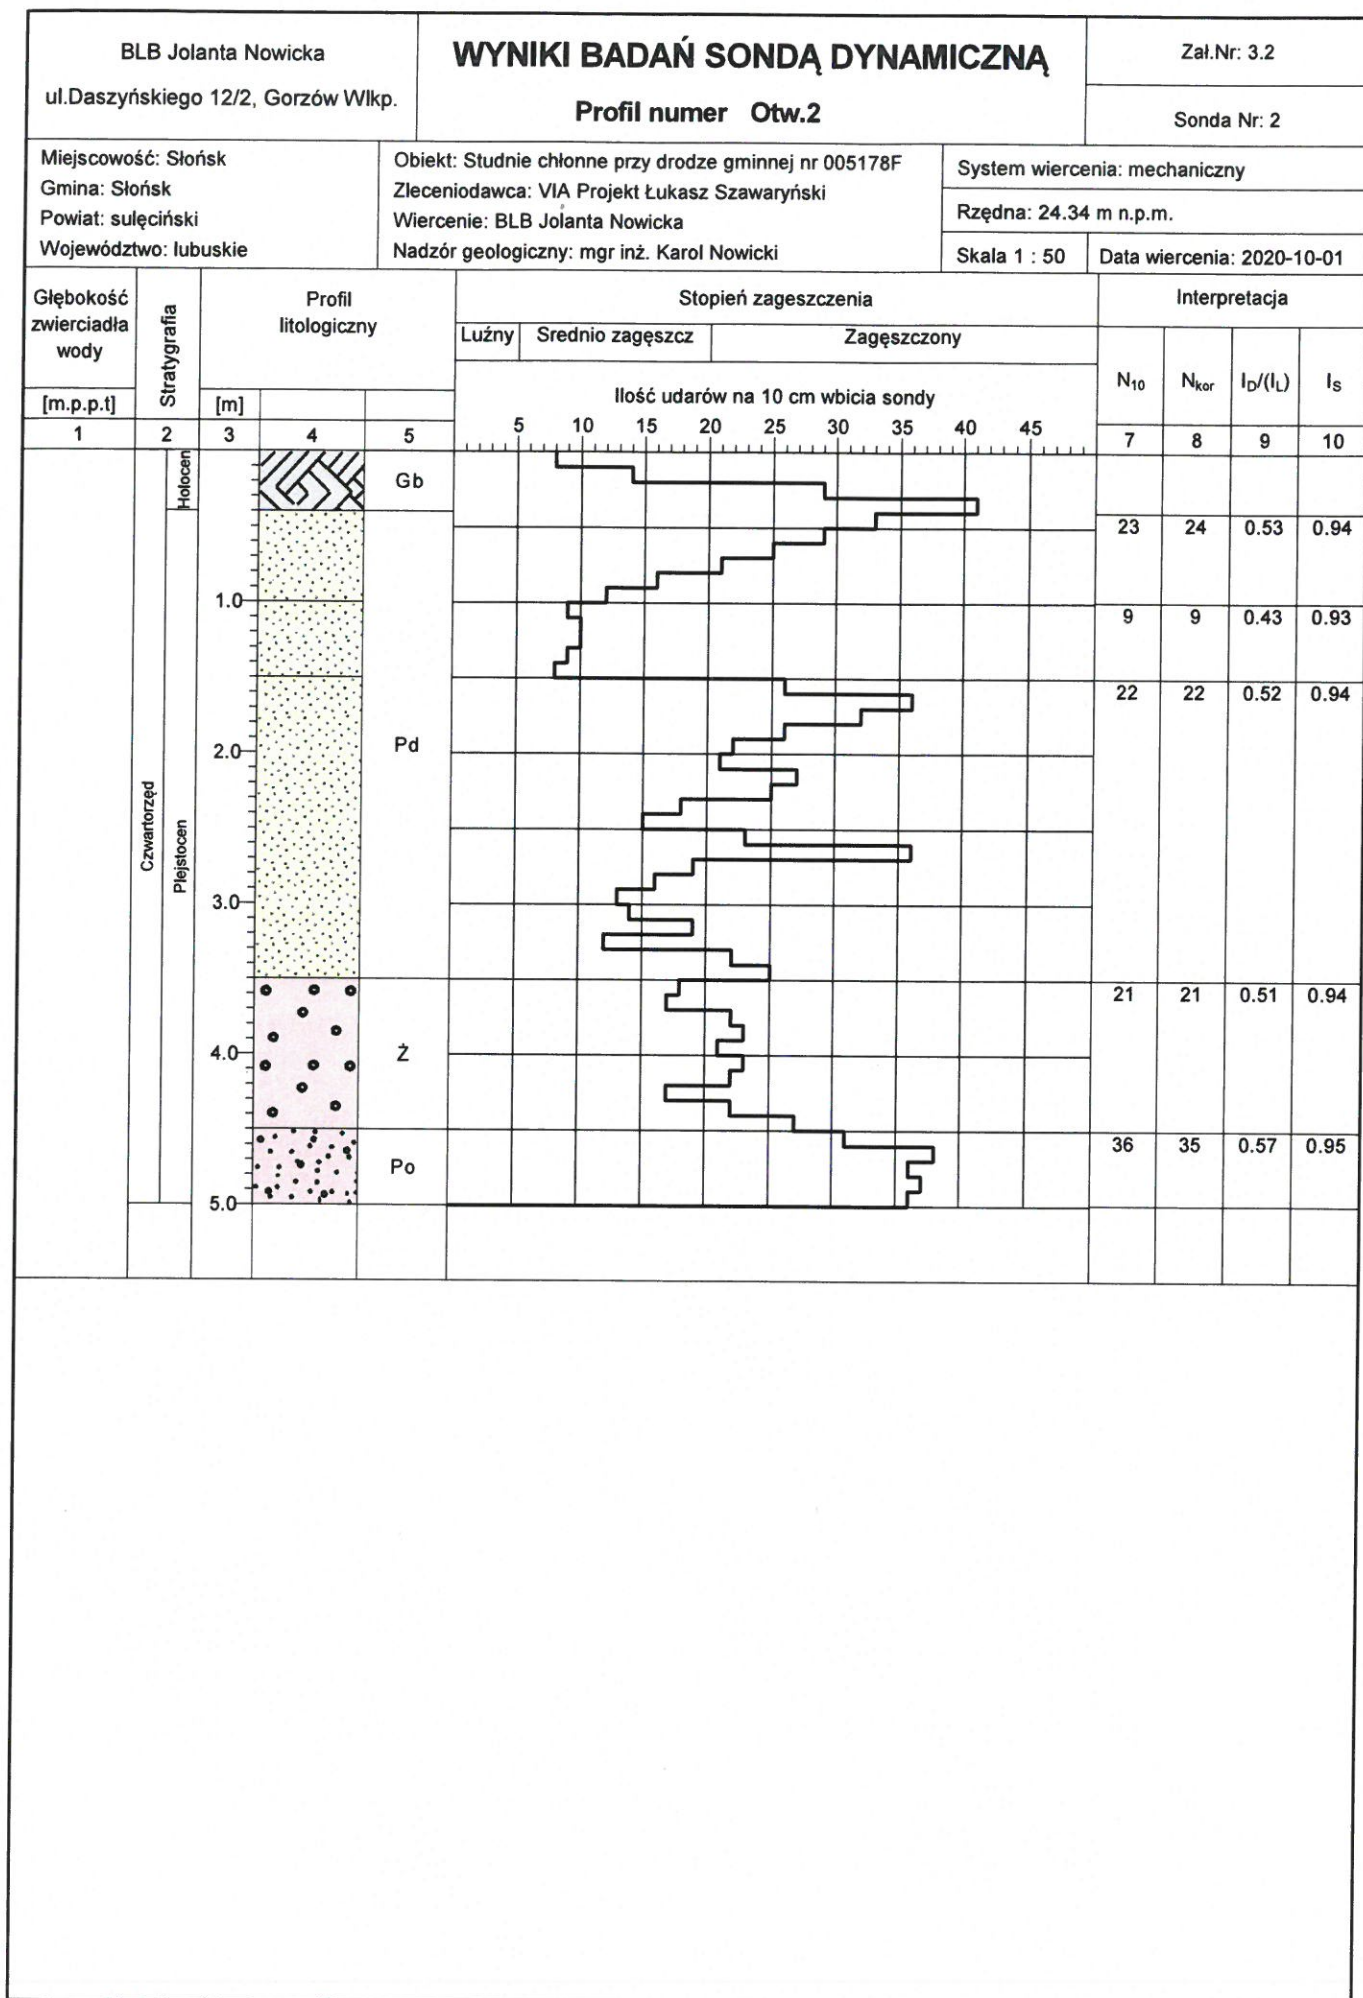 BLB Jolanta Nowicka
ul.Daszyńskiego 12/2, Gorzów Wlkp.
WYNIKI BADAŃ SONDĄ DYNAMICZNĄ
Profil numer Otw.2
Zał.Nr: 3.2
Sonda Nr: 2
Miejscowość: Słońsk
Gmina: Słońsk
Powiat: sulęciński
Województwo: lubuskie
Obiekt: Studnie chłonne przy drodze gminnej nr 005178F
Zleceniodawca: VIA Projekt Łukasz Szawaryński
Wiercenie: BLB Jolanta Nowicka
Nadzór geologiczny: mgr inż. Karol Nowicki
System wiercenia: mechaniczny
Rzędna: 24.34 m n.p.m.
Skala 1 : 50
Data wiercenia: 2020-10-01
Głębokość
zwierciadła
wody
[m.p.p.t]
Stratygrafia
Profil
litologiczny
[m]
Stopień zageszczenia
Luźny Srednio zagęszcz Zagęszczony
Ilość udarów na 10 cm wbicia sondy
5 10 15 20 25 30 35 40 45
Interpretacja
N10 Nkor ID/(IL) IS
1 2 3 4 5 7 8 9 10
Holocen
Gb
23 24 0.53 0.94
1.0
9 9 0.43 0.93
22 22 0.52 0.94
Pd
2.0
Czwartorzęd
Plejstocen
3.0
21 21 0.51 0.94
4.0
Ż
36 35 0.57 0.95
Po
5.0